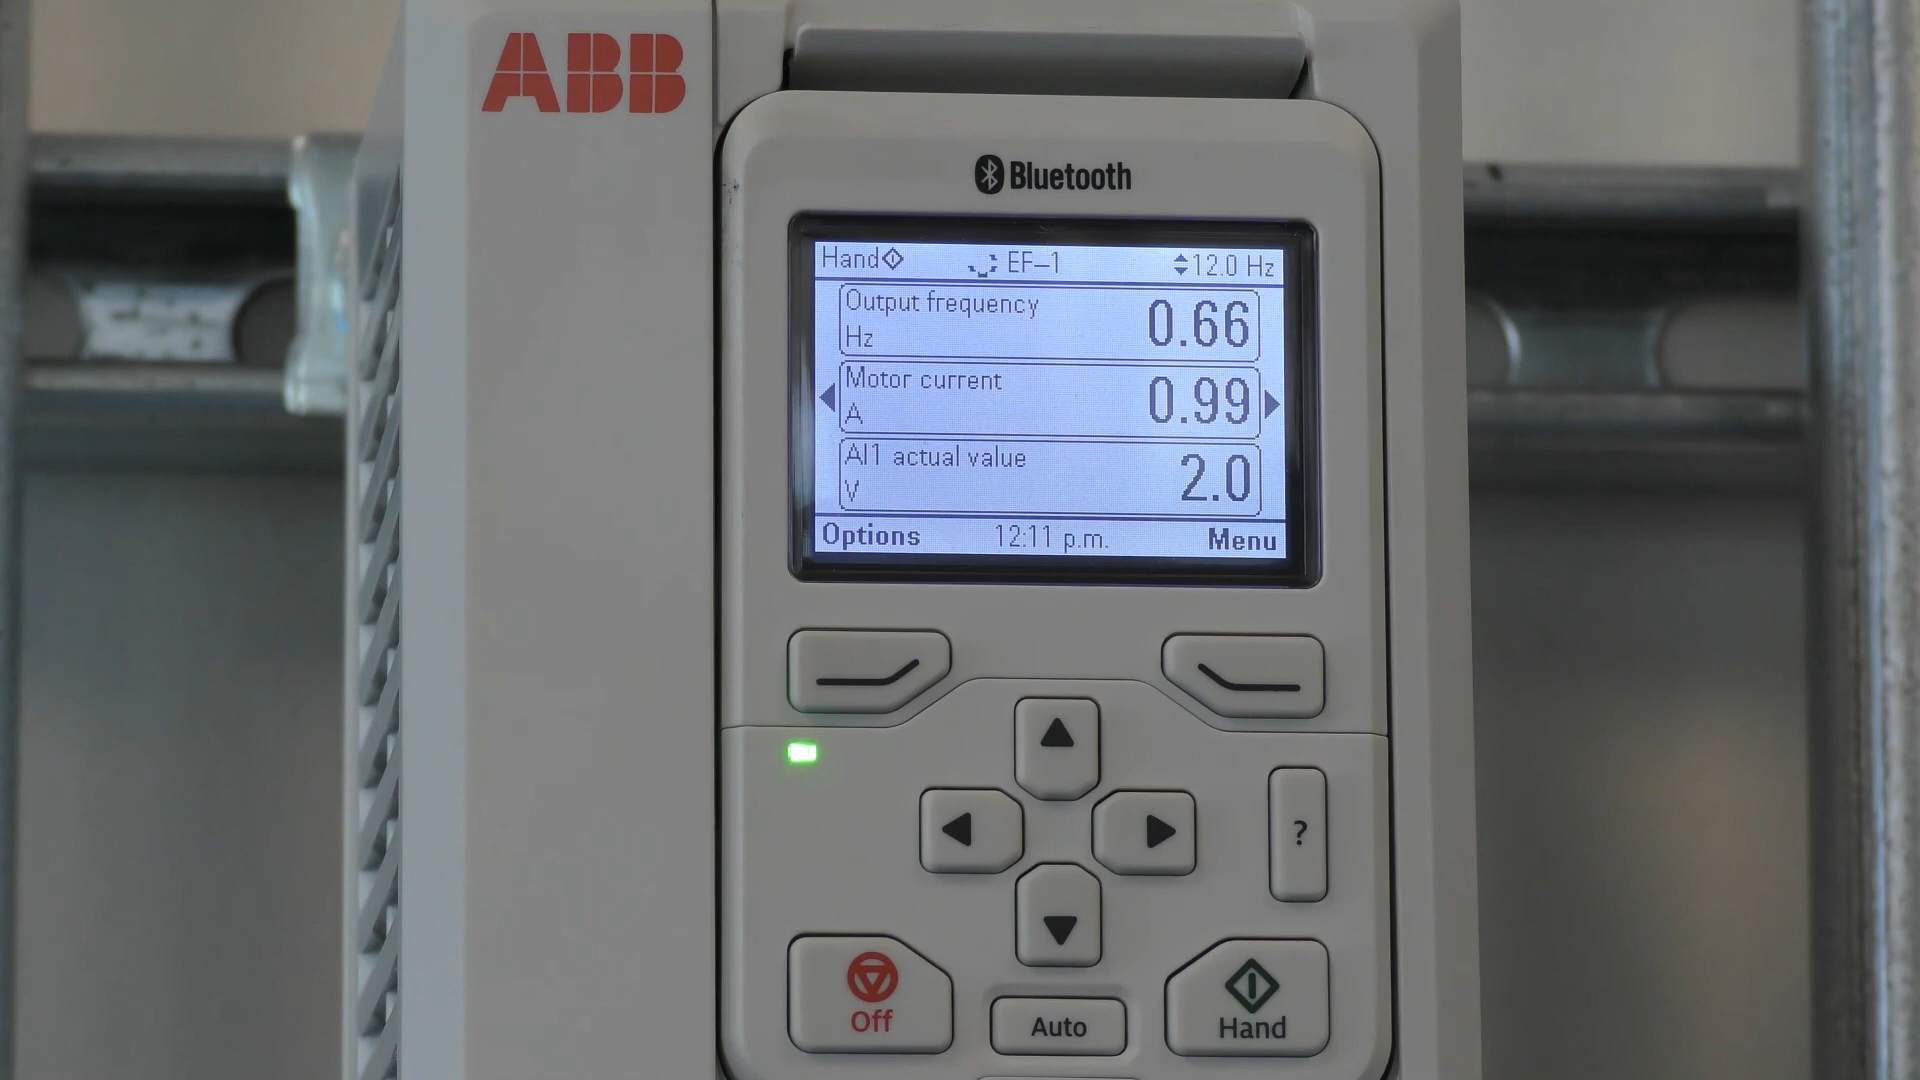 ABB
Bluetooth
Hand EF-1 12.0 Hz
Output frequency
Hz
0.66
Motor current
A
0.99
AI1 actual value
V
2.0
Options 12:11 p.m. Menu
?
Off
Auto
Hand